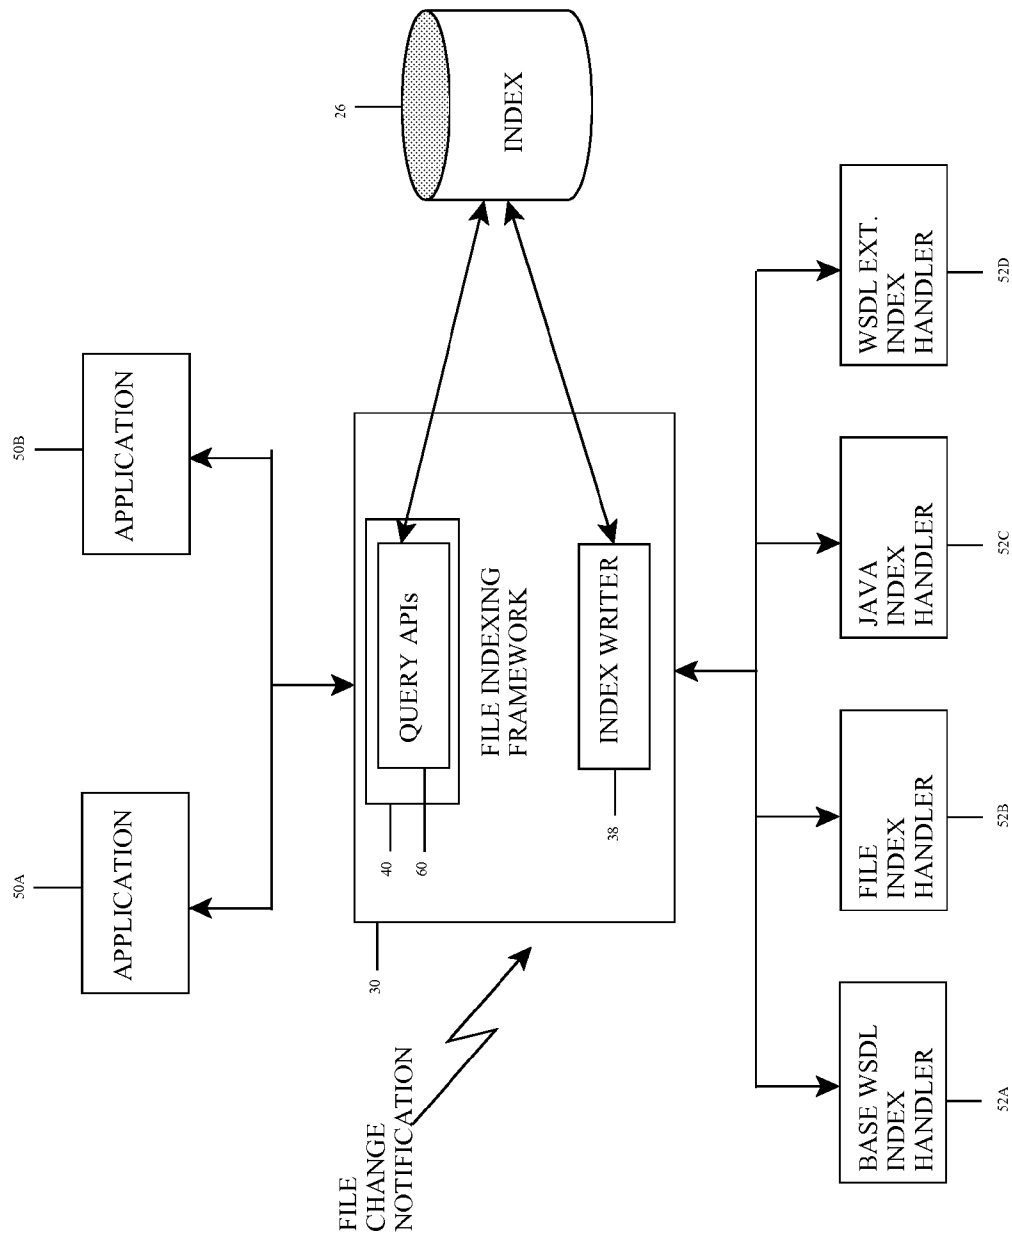 50A
50B
APPLICATION
APPLICATION
26
INDEX
FILE
CHANGE
NOTIFICATION
30
40
60
QUERY APIs
FILE INDEXING
FRAMEWORK
38
INDEX WRITER
BASE WSDL
INDEX
HANDLER
FILE
INDEX
HANDLER
JAVA
INDEX
HANDLER
WSDL EXT.
INDEX
HANDLER
52A
52B
52C
52D